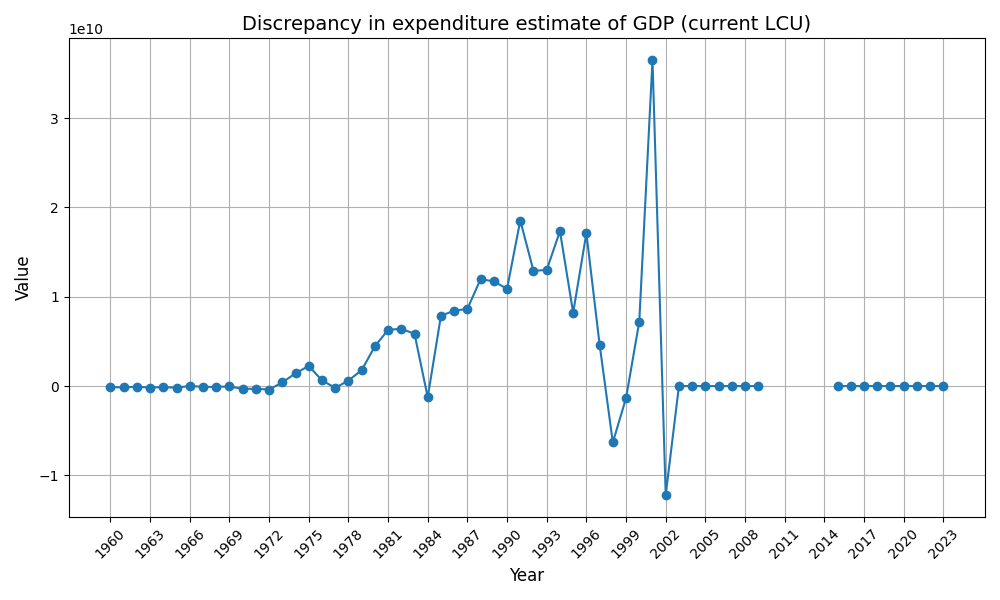 Discrepancy in expenditure estimate of GDP (current LCU)
1e10
3
2
1
0
−1
Value
1960 1963 1966 1969 1972 1975 1978 1981 1984 1987 1990 1993 1996 1999 2002 2005 2008 2011 2014 2017 2020 2023
Year